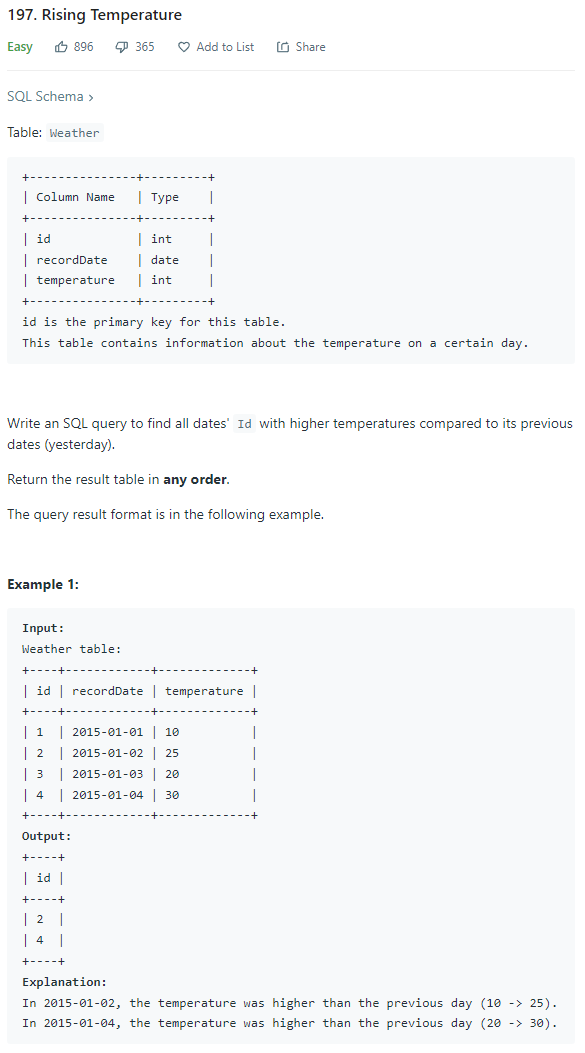 197. Rising Temperature
Easy 896 365 Add to List Share
SQL Schema >
Table: Weather
+---------------+---------+
| Column Name   | Type    |
+---------------+---------+
| id            | int     |
| recordDate    | date    |
| temperature   | int     |
+---------------+---------+
id is the primary key for this table.
This table contains information about the temperature on a certain day.
Write an SQL query to find all dates' Id with higher temperatures compared to its previous
dates (yesterday).
Return the result table in any order.
The query result format is in the following example.
Example 1:
Input:
Weather table:
+----+------------+-------------+
| id | recordDate | temperature |
+----+------------+-------------+
| 1  | 2015-01-01 | 10          |
| 2  | 2015-01-02 | 25          |
| 3  | 2015-01-03 | 20          |
| 4  | 2015-01-04 | 30          |
+----+------------+-------------+
Output:
+----+
| id |
+----+
| 2  |
| 4  |
+----+
Explanation:
In 2015-01-02, the temperature was higher than the previous day (10 -> 25).
In 2015-01-04, the temperature was higher than the previous day (20 -> 30).